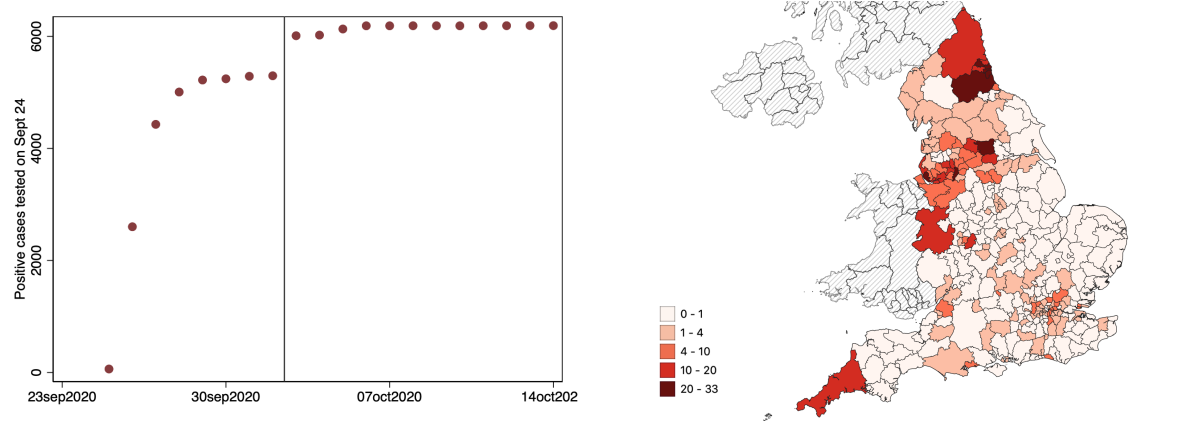 Positive cases tested on Sept 24
6000
4000
2000
0
23sep2020
30sep2020
07oct2020
14oct202
0 - 1
1 - 4
4 - 10
10 - 20
20 - 33